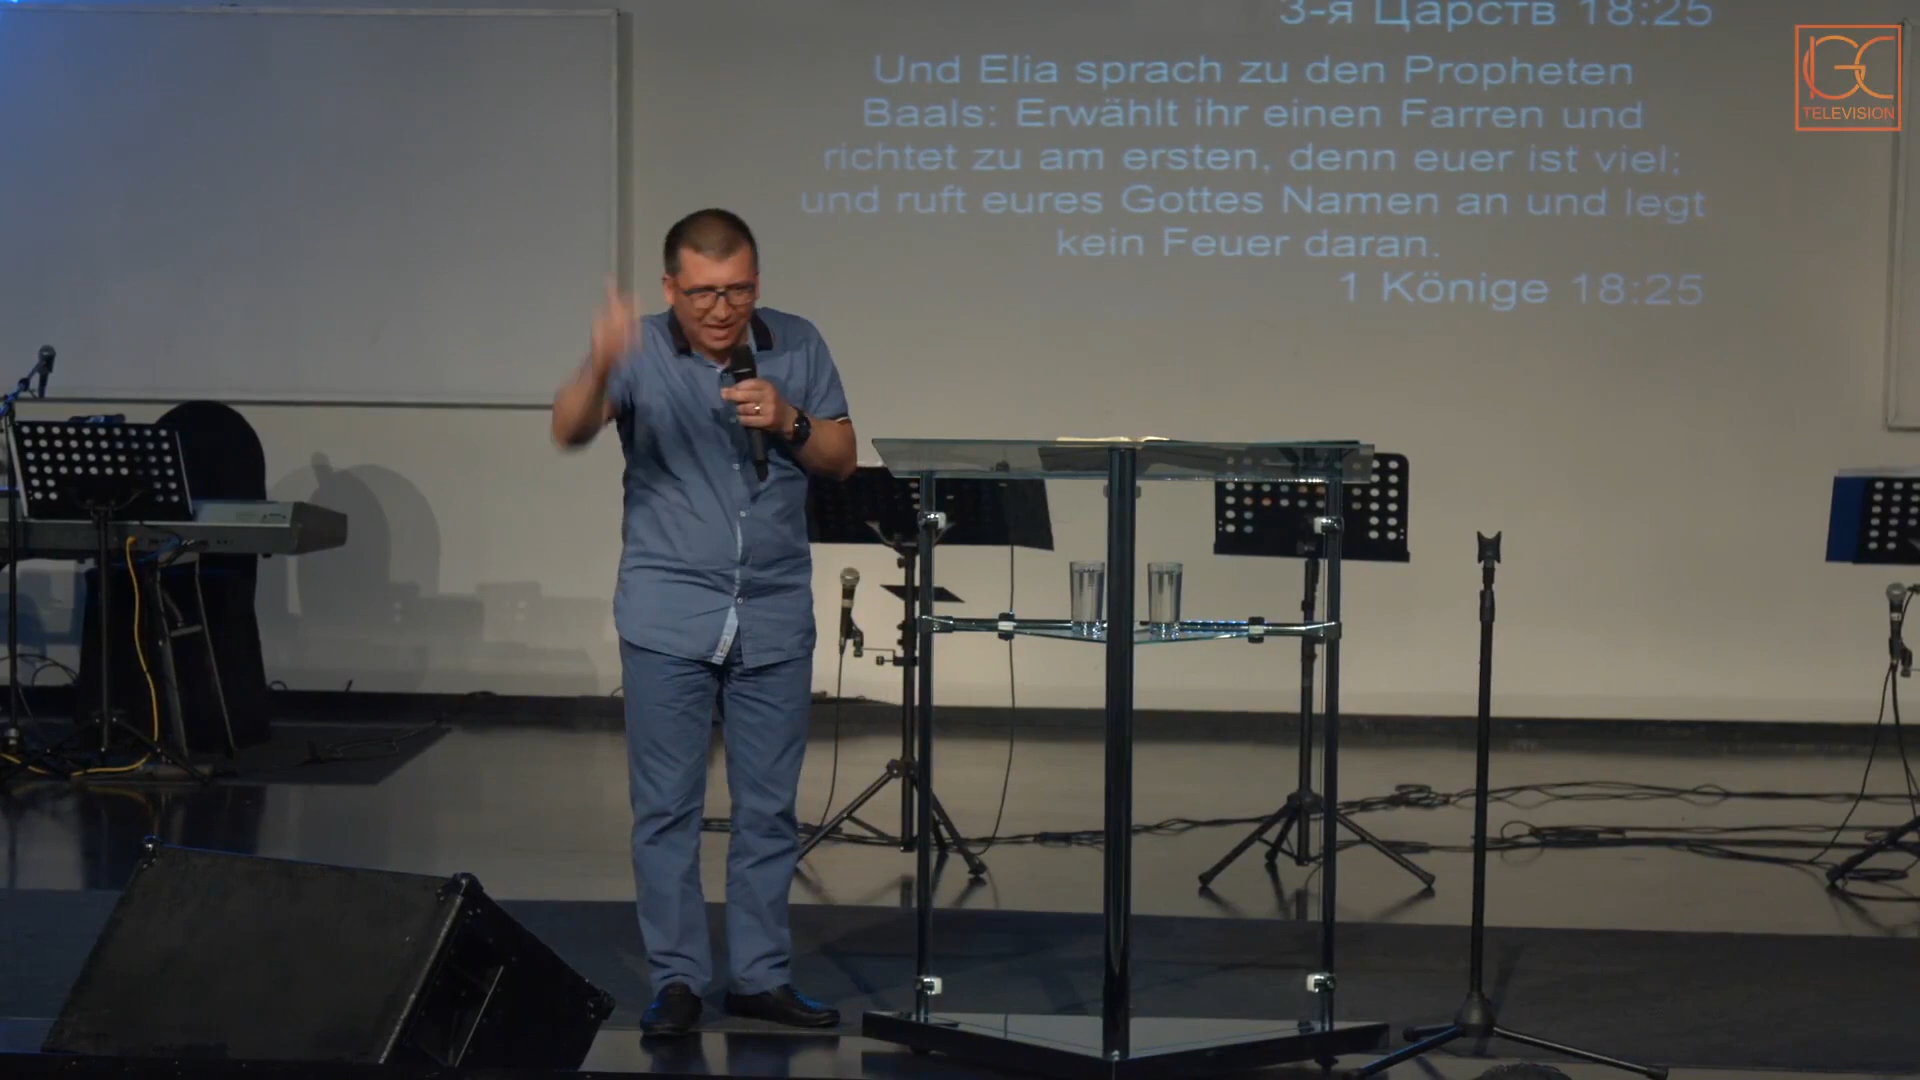 3-я Царств 18:25
Und Elia sprach zu den Propheten
Baals: Erwählt ihr einen Farren und
richtet zu am ersten, denn euer ist viel;
und ruft eures Gottes Namen an und legt
kein Feuer daran.
1 Könige 18:25
TELEVISION